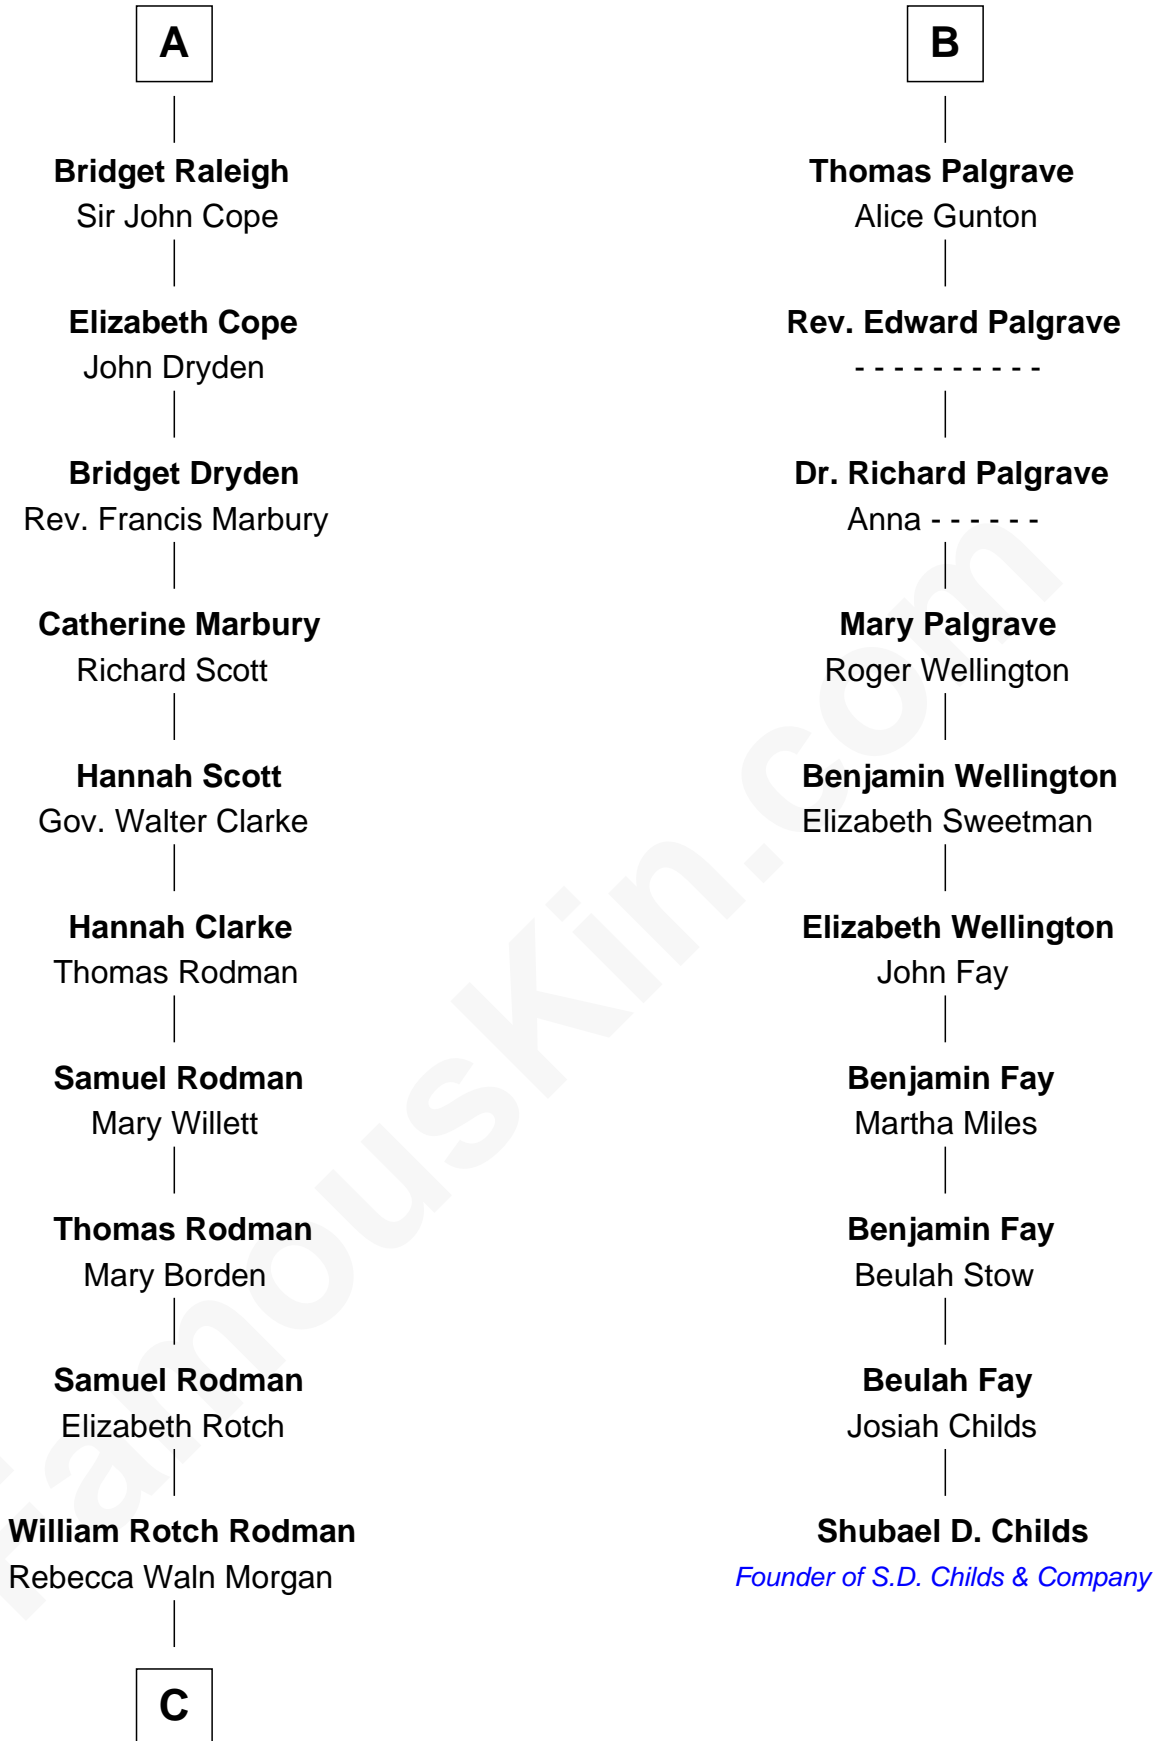 A
Bridget Raleigh
Sir John Cope
Elizabeth Cope
John Dryden
Bridget Dryden
Rev. Francis Marbury
Catherine Marbury
Richard Scott
Hannah Scott
Gov. Walter Clarke
Hannah Clarke
Thomas Rodman
Samuel Rodman
Mary Willett
Thomas Rodman
Mary Borden
Samuel Rodman
Elizabeth Rotch
William Rotch Rodman
Rebecca Waln Morgan
C
B
Thomas Palgrave
Alice Gunton
Rev. Edward Palgrave
- - - - - - - - - -
Dr. Richard Palgrave
Anna - - - - - -
Mary Palgrave
Roger Wellington
Benjamin Wellington
Elizabeth Sweetman
Elizabeth Wellington
John Fay
Benjamin Fay
Martha Miles
Benjamin Fay
Beulah Stow
Beulah Fay
Josiah Childs
Shubael D. Childs
Founder of S.D. Childs & Company
FamousKin.com